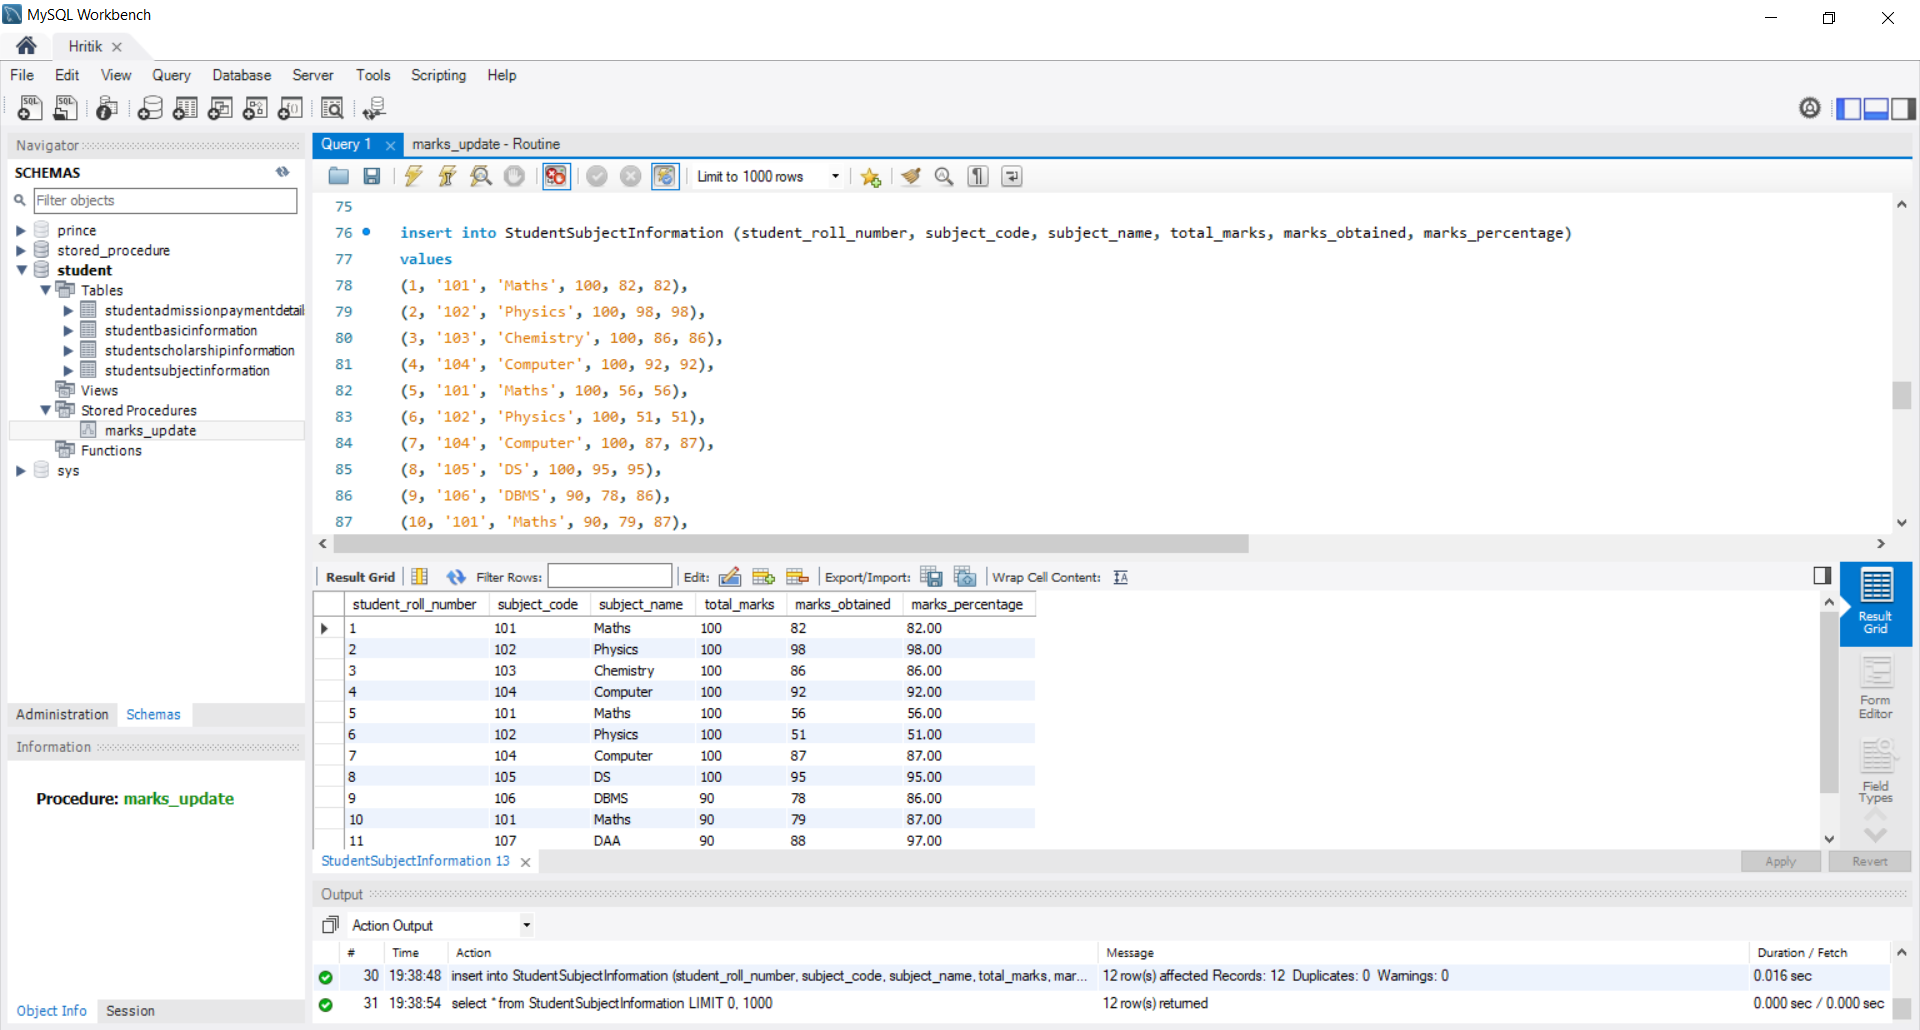 MySQL Workbench
Hritik
File Edit View Query Database Server Tools Scripting Help
Navigator
SCHEMAS
Filter objects
prince
stored_procedure
student
Tables
studentadmissionpaymentdetail
studentbasicinformation
studentscholarshipinformation
studentsubjectinformation
Views
Stored Procedures
marks_update
Functions
sys
Administration Schemas
Information
Procedure: marks_update
Object Info Session
Query 1 marks_update - Routine
Limit to 1000 rows
75
76 insert into StudentSubjectInformation (student_roll_number, subject_code, subject_name, total_marks, marks_obtained, marks_percentage)
77 values
78 (1, '101', 'Maths', 100, 82, 82),
79 (2, '102', 'Physics', 100, 98, 98),
80 (3, '103', 'Chemistry', 100, 86, 86),
81 (4, '104', 'Computer', 100, 92, 92),
82 (5, '101', 'Maths', 100, 56, 56),
83 (6, '102', 'Physics', 100, 51, 51),
84 (7, '104', 'Computer', 100, 87, 87),
85 (8, '105', 'DS', 100, 95, 95),
86 (9, '106', 'DBMS', 90, 78, 86),
87 (10, '101', 'Maths', 90, 79, 87),
Result Grid Filter Rows: Edit: Export/Import: Wrap Cell Content:
student_roll_number subject_code subject_name total_marks marks_obtained marks_percentage
1 101 Maths 100 82 82.00
2 102 Physics 100 98 98.00
3 103 Chemistry 100 86 86.00
4 104 Computer 100 92 92.00
5 101 Maths 100 56 56.00
6 102 Physics 100 51 51.00
7 104 Computer 100 87 87.00
8 105 DS 100 95 95.00
9 106 DBMS 90 78 86.00
10 101 Maths 90 79 87.00
11 107 DAA 90 88 97.00
Result
Grid
Form
Editor
Field
Types
StudentSubjectInformation 13
Apply Revert
Output
Action Output
# Time Action Message Duration / Fetch
30 19:38:48 insert into StudentSubjectInformation (student_roll_number, subject_code, subject_name, total_marks, mar... 12 row(s) affected Records: 12 Duplicates: 0 Warnings: 0 0.016 sec
31 19:38:54 select * from StudentSubjectInformation LIMIT 0, 1000 12 row(s) returned 0.000 sec / 0.000 sec